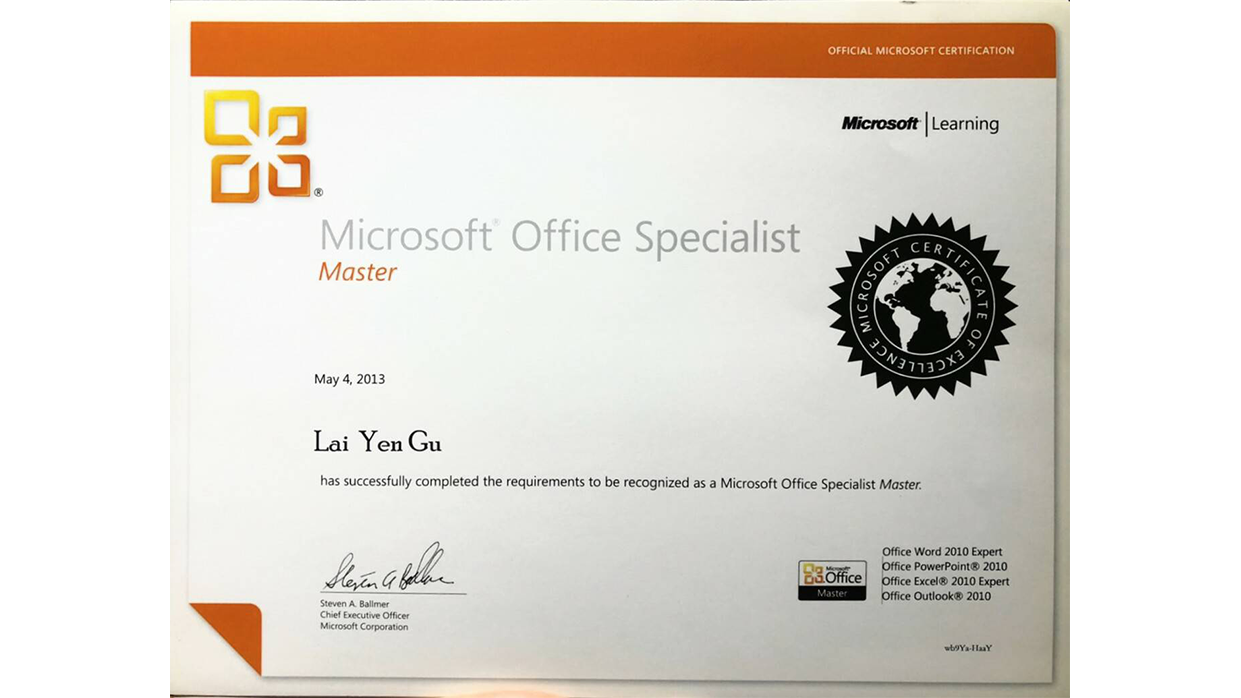 OFFICIAL MICROSOFT CERTIFICATION
Microsoft | Learning
®
Microsoft® Office Specialist
Master
MICROSOFT CERTIFICATE OF EXCELLENCE
May 4, 2013
Lai Yen Gu
has successfully completed the requirements to be recognized as a Microsoft Office Specialist Master.
Steven A Ballmer
Steven A. Ballmer
Chief Executive Officer
Microsoft Corporation
Microsoft
Office
Master
Office Word 2010 Expert
Office PowerPoint® 2010
Office Excel® 2010 Expert
Office Outlook® 2010
wb9Ya-HaaY